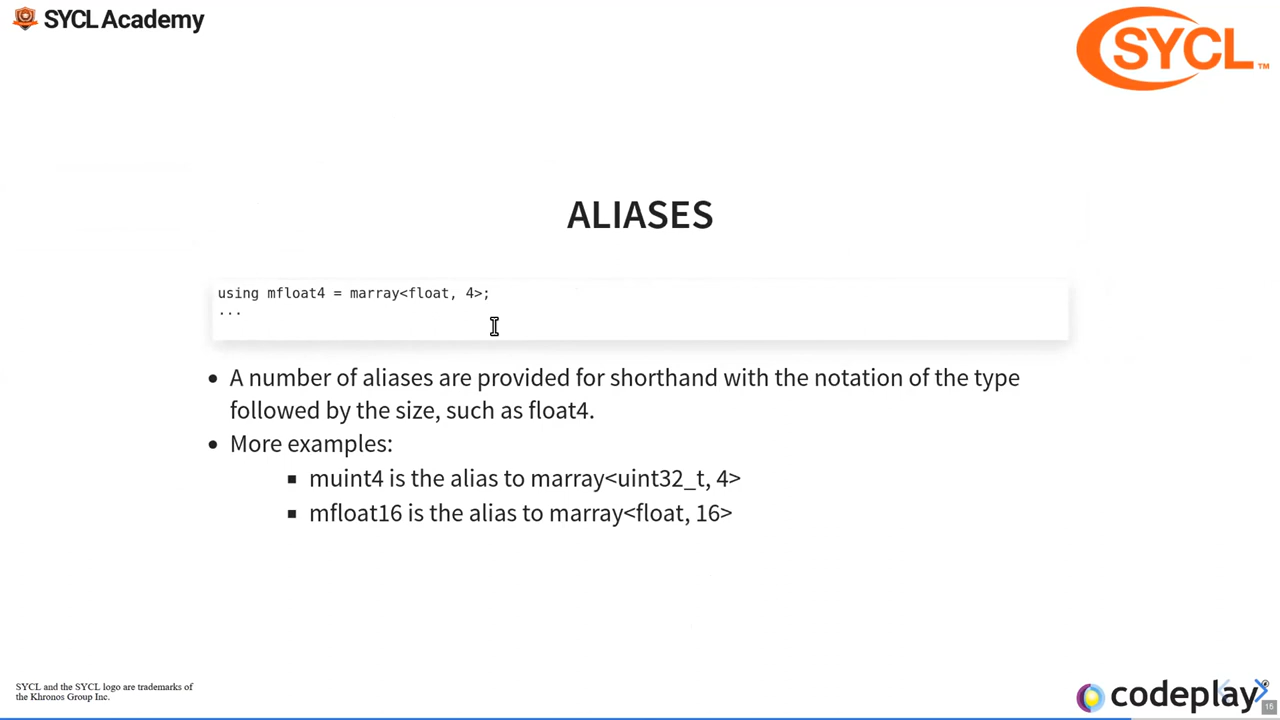 SYCL Academy
SYCL™
ALIASES
using mfloat4 = marray<float, 4>;
...
• A number of aliases are provided for shorthand with the notation of the type
followed by the size, such as float4.
• More examples:
▪ muint4 is the alias to marray<uint32_t, 4>
▪ mfloat16 is the alias to marray<float, 16>
SYCL and the SYCL logo are trademarks of
the Khronos Group Inc.
codeplay
16